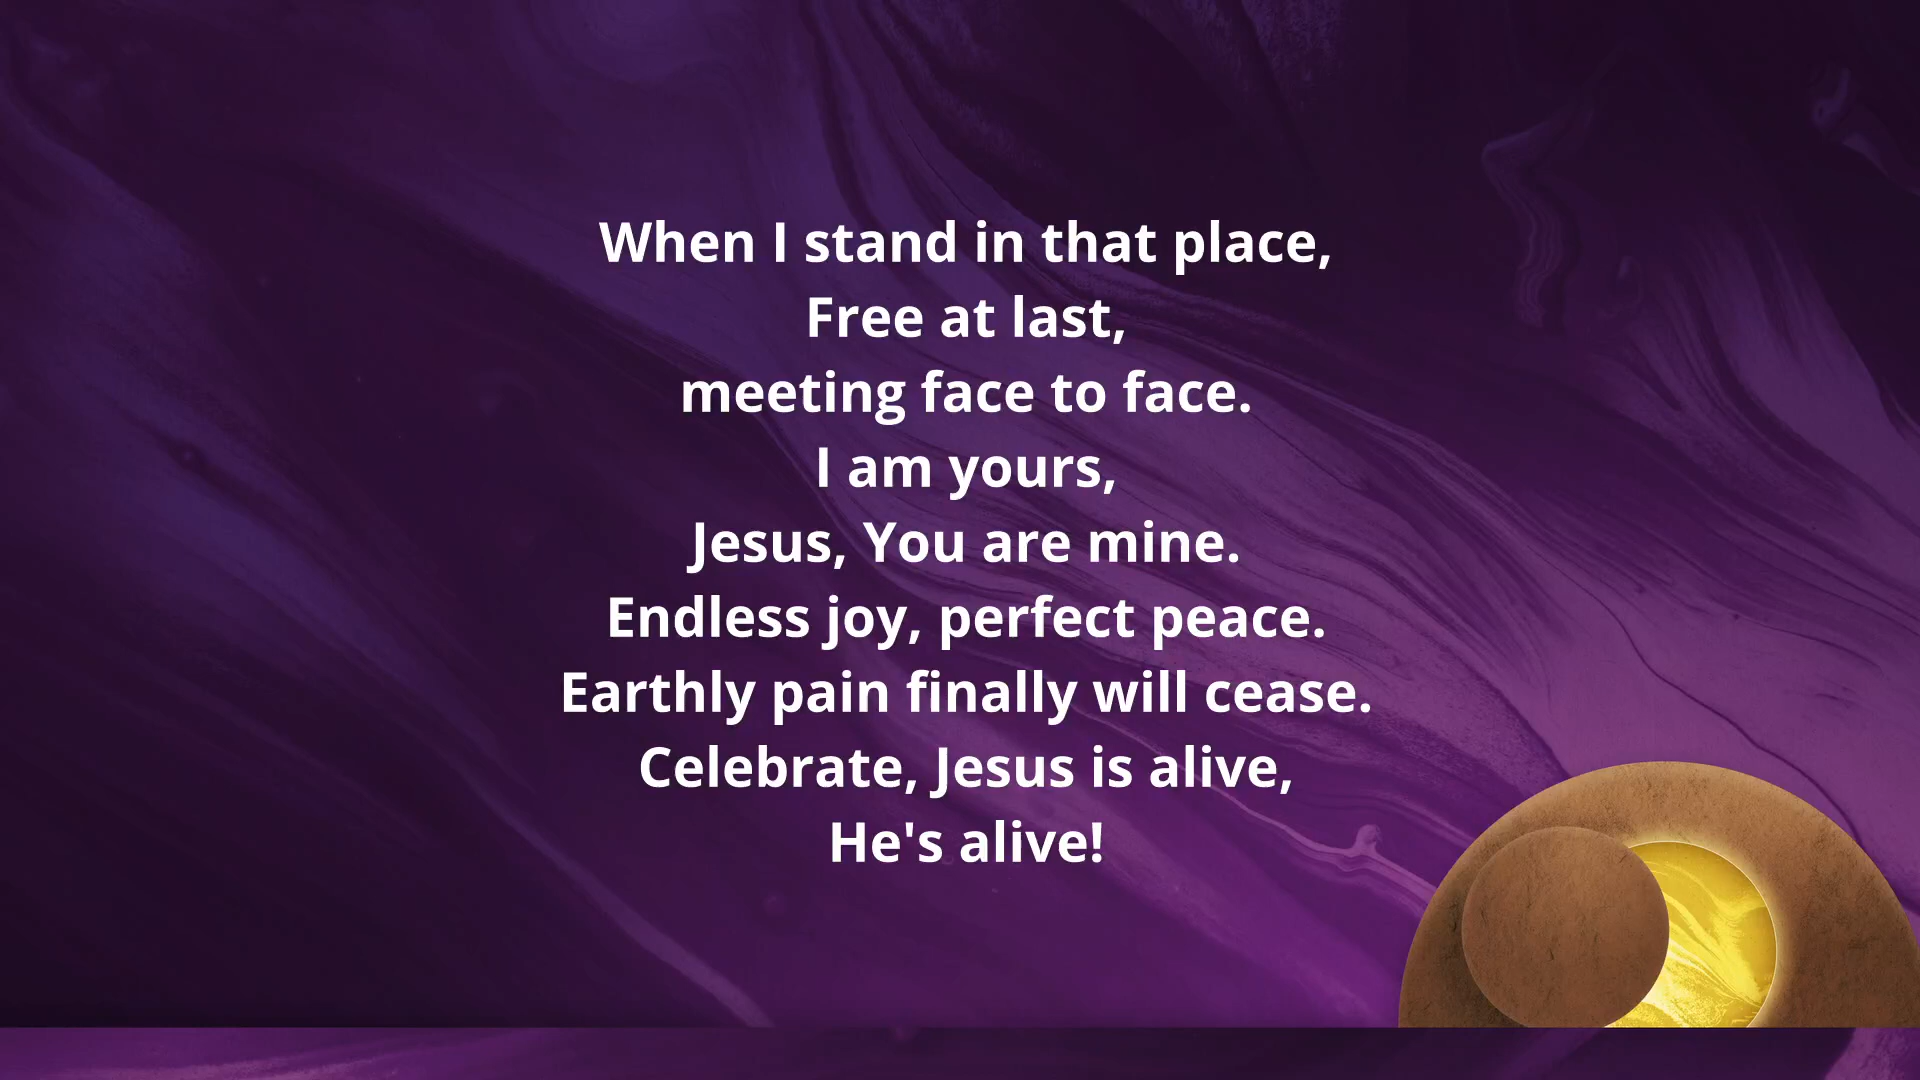 When I stand in that place,
Free at last,
meeting face to face.
I am yours,
Jesus, You are mine.
Endless joy, perfect peace.
Earthly pain finally will cease.
Celebrate, Jesus is alive,
He's alive!